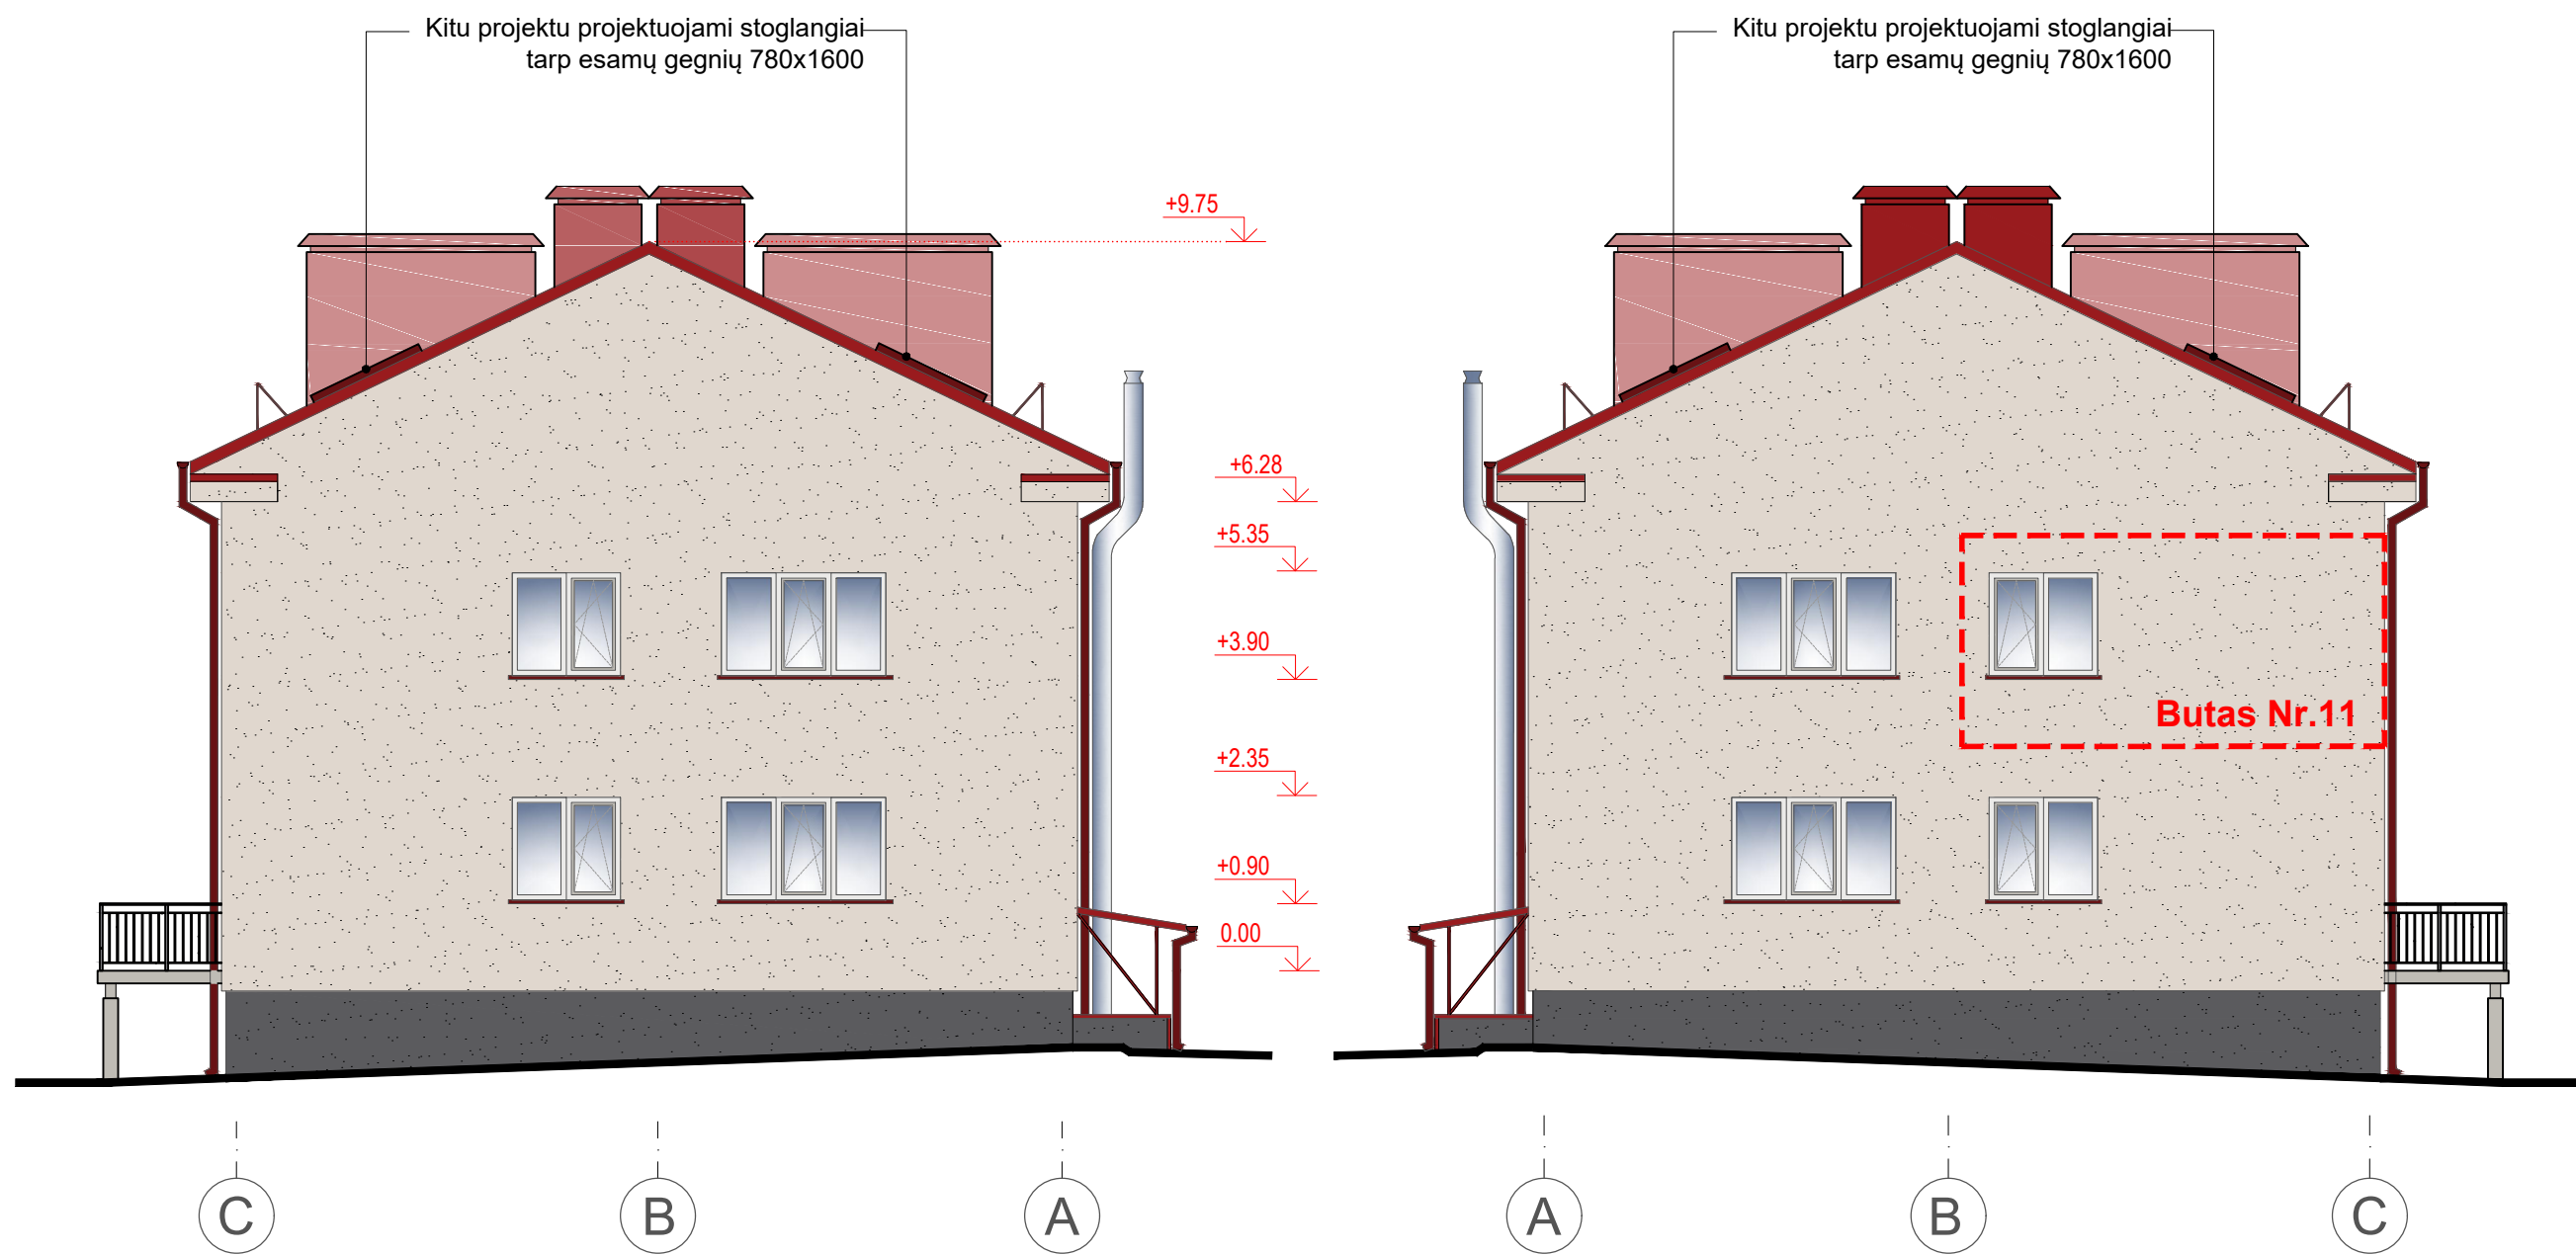 Kitu projektu projektuojami stoglangiai
tarp esamų gegnių 780x1600
Kitu projektu projektuojami stoglangiai
tarp esamų gegnių 780x1600
+9.75
+6.28
+5.35
+3.90
+2.35
+0.90
0.00
Butas Nr.11
C
B
A
A
B
C